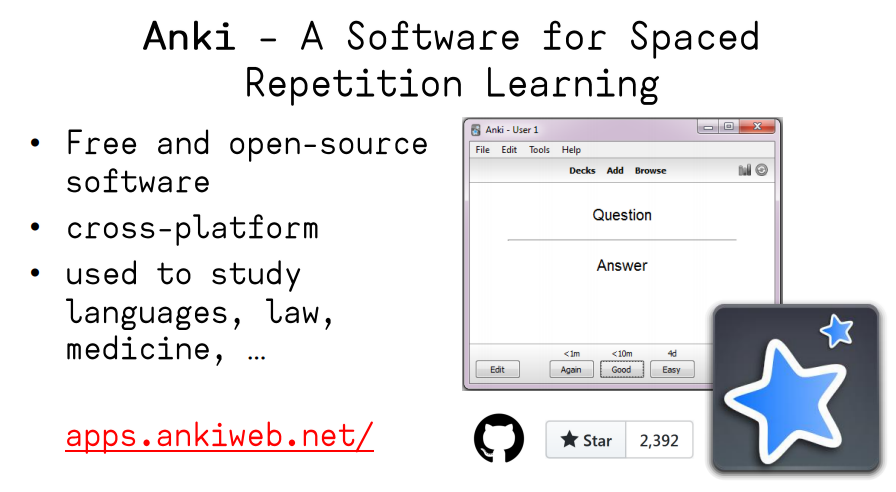 Anki – A Software for Spaced
Repetition Learning
• Free and open-source
software
• cross-platform
• used to study
languages, law,
medicine, …
apps.ankiweb.net/
Anki - User 1
File Edit Tools Help
Decks Add Browse
Question
Answer
<1m <10m 4d
Edit Again Good Easy
Star 2,392